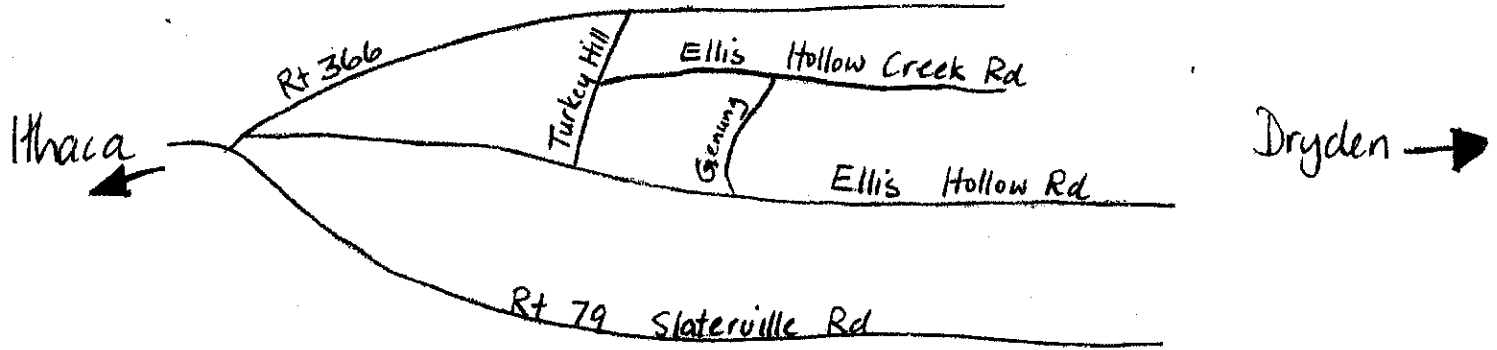 Rt 366
Turkey Hill
Ellis Hollow Creek Rd
Genung
Ithaca
Dryden
Ellis Hollow Rd
Rt 79 Slaterville Rd